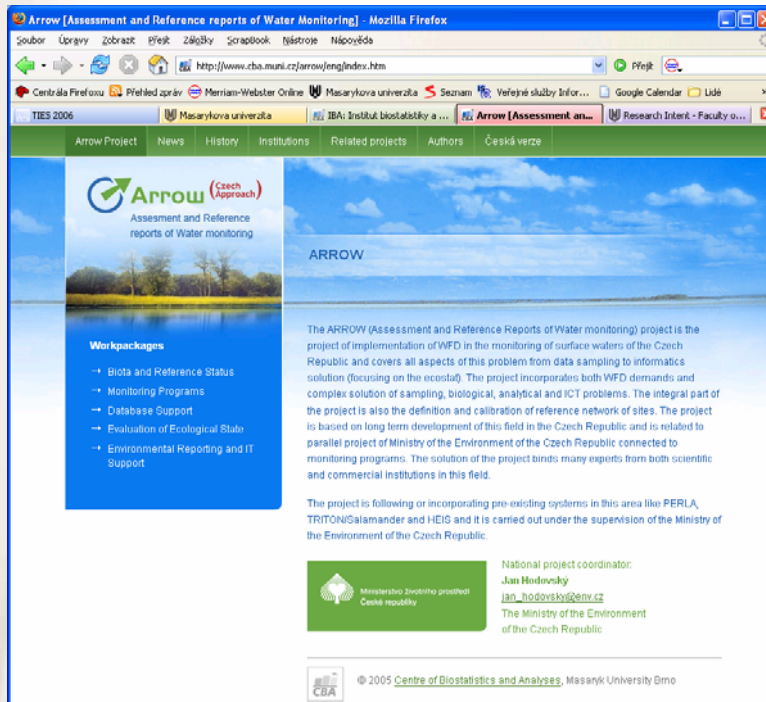 Arrow [Assessment and Reference reports of Water Monitoring] - Mozilla Firefox
Soubor Úpravy Zobrazit Přejít Záložky ScrapBook Nástroje Nápověda
http://www.cba.muni.cz/arrow/eng/index.htm Přejít
Centrála Firefoxu Přehled zpráv Merriam-Webster Online Masarykova univerzita Seznam Veřejné služby Infor... Google Calendar Lidé
TIES 2006 Masarykova univerzita IBA: Institut biostatistiky a ... Arrow [Assessment an... Research Intent - Faculty o...
Arrow Project News History Institutions Related projects Authors Česká verze
Arrow (Czech Approach)
Assesment and Reference
reports of Water monitoring
ARROW
Workpackages
→ Biota and Reference Status
→ Monitoring Programs
→ Database Support
→ Evaluation of Ecological State
→ Environmental Reporting and IT
Support
The ARROW (Assessment and Reference Reports of Water monitoring) project is the
project of implementation of WFD in the monitoring of surface waters of the Czech
Republic and covers all aspects of this problem from data sampling to informatics
solution (focusing on the ecostat). The project incorporates both WFD demands and
complex solution of sampling, biological, analytical and ICT problems. The integral part of
the project is also the definition and calibration of reference network of sites. The project
is based on long term development of this field in the Czech Republic and is related to
parallel project of Ministry of the Environment of the Czech Republic connected to
monitoring programs. The solution of the project binds many experts from both scientific
and commercial institutions in this field.
The project is following or incorporating pre-existing systems in this area like PERLA,
TRITON/Salamander and HEIS and it is carried out under the supervision of the Ministry of
the Environment of the Czech Republic.
Ministerstvo životního prostředí
České republiky
National project coordinator:
Jan Hodovský
jan_hodovsky@env.cz
The Ministry of the Environment
of the Czech Republic
CBA
© 2005 Centre of Biostatistics and Analyses, Masaryk University Brno